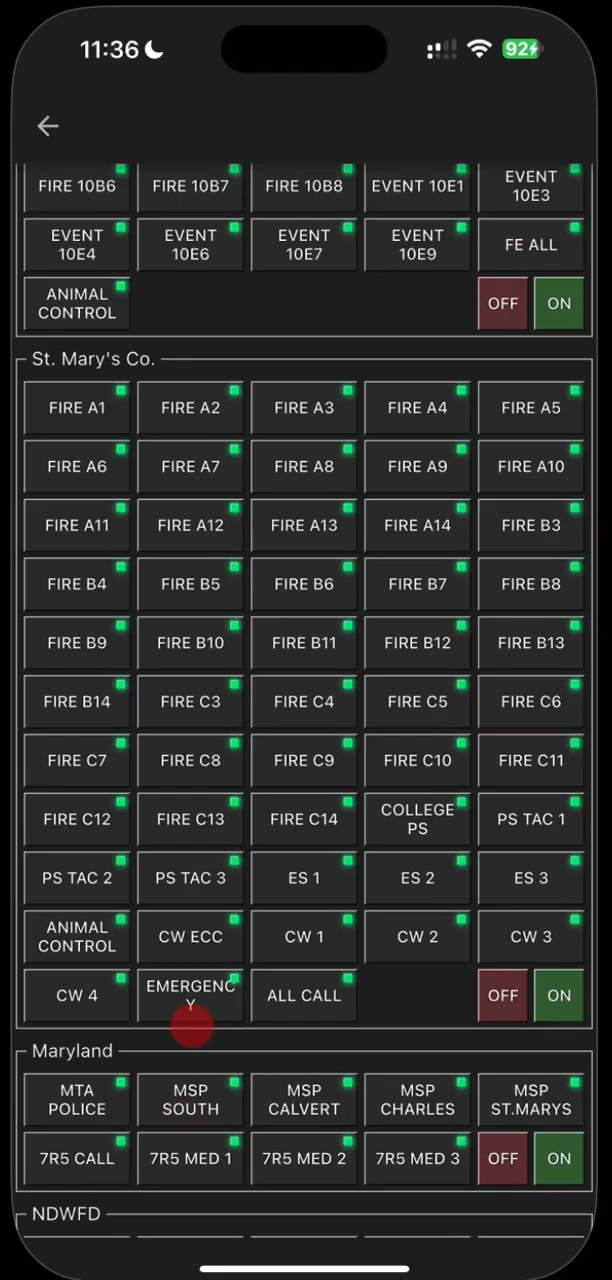 11:36
92
FIRE 10B6 FIRE 10B7 FIRE 10B8 EVENT 10E1 EVENT
10E3
EVENT
10E4 EVENT
10E6 EVENT
10E7 EVENT
10E9 FE ALL
ANIMAL
CONTROL OFF ON
St. Mary's Co.
FIRE A1 FIRE A2 FIRE A3 FIRE A4 FIRE A5
FIRE A6 FIRE A7 FIRE A8 FIRE A9 FIRE A10
FIRE A11 FIRE A12 FIRE A13 FIRE A14 FIRE B3
FIRE B4 FIRE B5 FIRE B6 FIRE B7 FIRE B8
FIRE B9 FIRE B10 FIRE B11 FIRE B12 FIRE B13
FIRE B14 FIRE C3 FIRE C4 FIRE C5 FIRE C6
FIRE C7 FIRE C8 FIRE C9 FIRE C10 FIRE C11
FIRE C12 FIRE C13 FIRE C14 COLLEGE
PS PS TAC 1
PS TAC 2 PS TAC 3 ES 1 ES 2 ES 3
ANIMAL
CONTROL CW ECC CW 1 CW 2 CW 3
CW 4 EMERGENC
Y ALL CALL OFF ON
Maryland
MTA
POLICE MSP
SOUTH MSP
CALVERT MSP
CHARLES MSP
ST.MARYS
7R5 CALL 7R5 MED 1 7R5 MED 2 7R5 MED 3 OFF ON
NDWFD